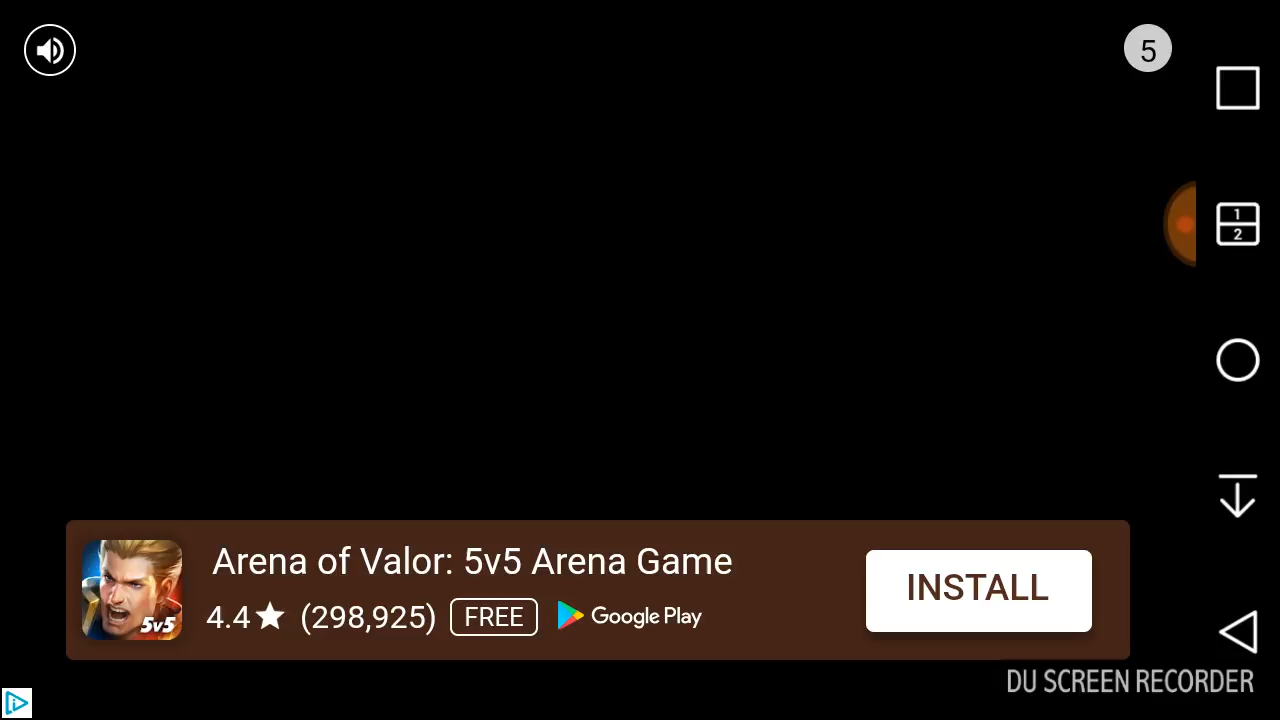 5
1
2
Arena of Valor: 5v5 Arena Game
INSTALL
4.4★ (298,925) FREE Google Play
5v5
DU SCREEN RECORDER